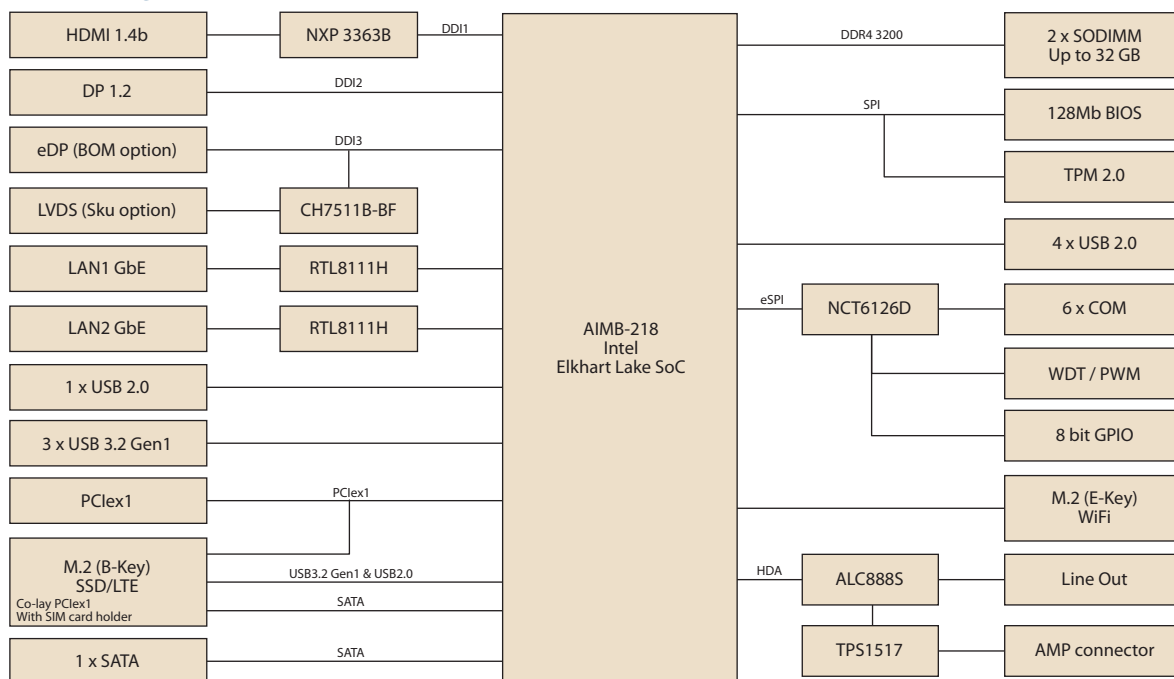 HDMI 1.4b
NXP 3363B
DDI1
DP 1.2
DDI2
eDP (BOM option)
DDI3
LVDS (Sku option)
CH7511B-BF
LAN1 GbE
RTL8111H
LAN2 GbE
RTL8111H
1 x USB 2.0
3 x USB 3.2 Gen1
PCIex1
PCIex1
M.2 (B-Key)
SSD/LTE
Co-lay PCIex1
With SIM card holder
USB3.2 Gen1 & USB2.0
SATA
1 x SATA
SATA
AIMB-218
Intel
Elkhart Lake SoC
DDR4 3200
2 x SODIMM
Up to 32 GB
SPI
128Mb BIOS
TPM 2.0
4 x USB 2.0
eSPI
NCT6126D
6 x COM
WDT / PWM
8 bit GPIO
M.2 (E-Key)
WiFi
HDA
ALC888S
Line Out
TPS1517
AMP connector